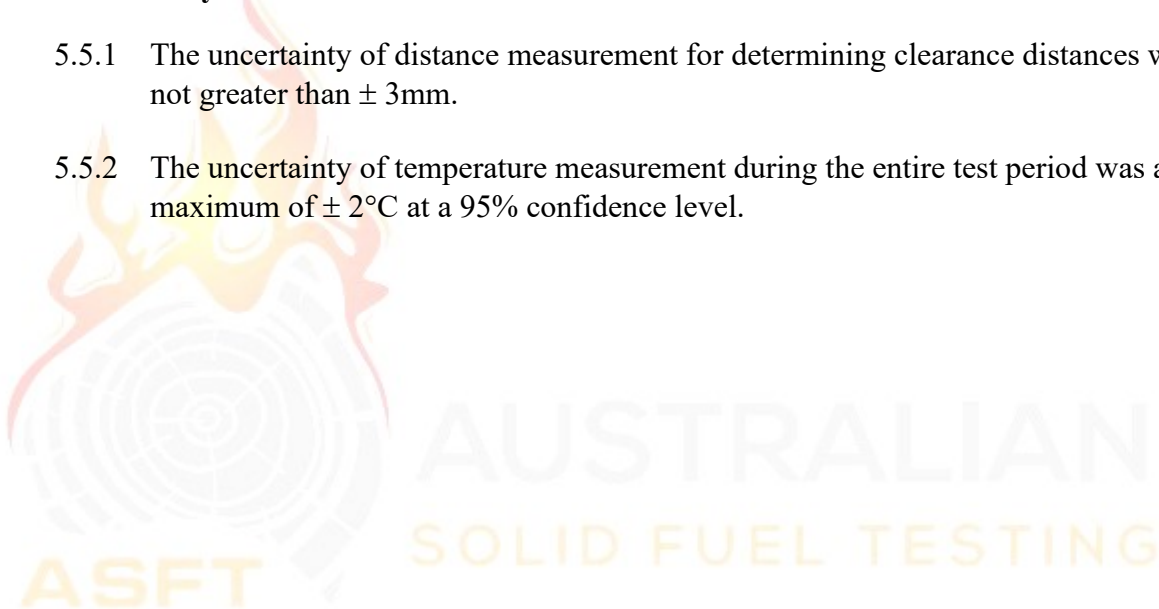 5.5.1 The uncertainty of distance measurement for determining clearance distances
not greater than ± 3mm.
5.5.2 The uncertainty of temperature measurement during the entire test period was
maximum of ± 2°C at a 95% confidence level.
AUSTRALIAN
SOLID FUEL TESTING
ASFT